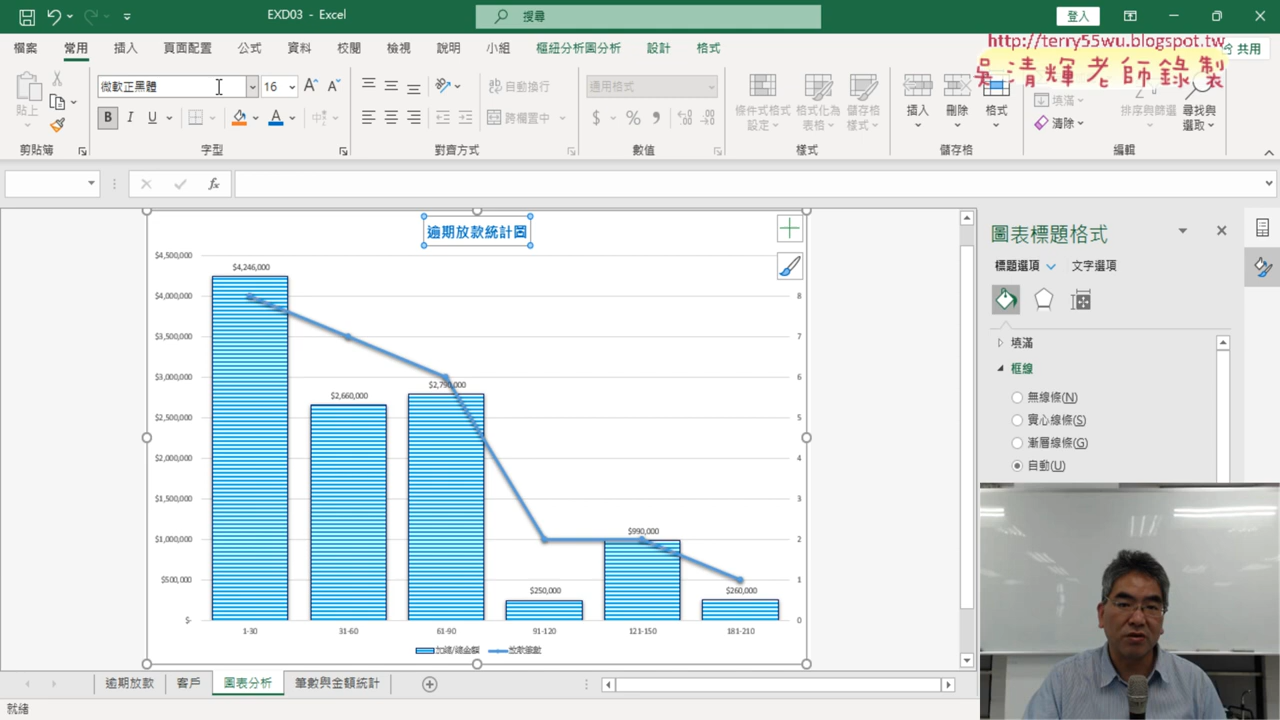 EXD03 - Excel
搜尋
登入
檔案 常用 插入 頁面配置 公式 資料 校閱 檢視 說明 小組 樞紐分析圖分析 設計 格式
共用
http://terry55wu.blogspot.tw
吳清輝老師錄製
貼上
微軟正黑體
16
自動換行
跨欄置中
通用格式
條件式格式設定
格式化為表格
儲存格樣式
插入
刪除
格式
填滿
清除
排序與篩選
尋找與選取
剪貼簿 字型 對齊方式 數值 樣式 儲存格 編輯
逾期放款統計圖
$4,500,000
$4,000,000
$3,500,000
$3,000,000
$2,500,000
$2,000,000
$1,500,000
$1,000,000
$500,000
$-
$4,246,000
$2,660,000
$2,790,000
$250,000
$990,000
$260,000
8
7
6
5
4
3
2
1
0
1-30 31-60 61-90 91-120 121-150 181-210
加總/總金額 放款筆數
圖表標題格式
標題選項 文字選項
填滿
框線
無線條(N)
實心線條(S)
漸層線條(G)
自動(U)
逾期放款 客戶 圖表分析 筆數與金額統計
就緒